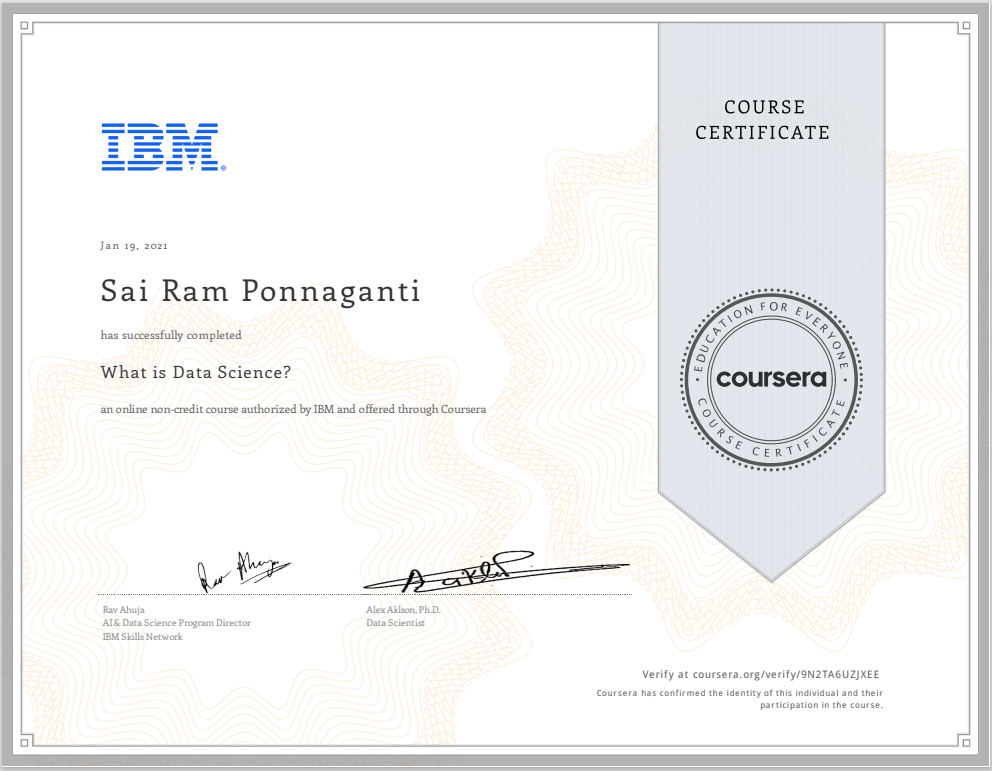 COURSE
CERTIFICATE
IBM®
Jan 19, 2021
Sai Ram Ponnaganti
has successfully completed
What is Data Science?
an online non-credit course authorized by IBM and offered through Coursera
EDUCATION FOR EVERYONE
coursera
COURSE CERTIFICATE
Rav Ahuja
Rav Ahuja
AI & Data Science Program Director
IBM Skills Network
Alex Aklson, Ph.D.
Data Scientist
Verify at coursera.org/verify/9N2TA6UZJXEE
Coursera has confirmed the identity of this individual and their
participation in the course.